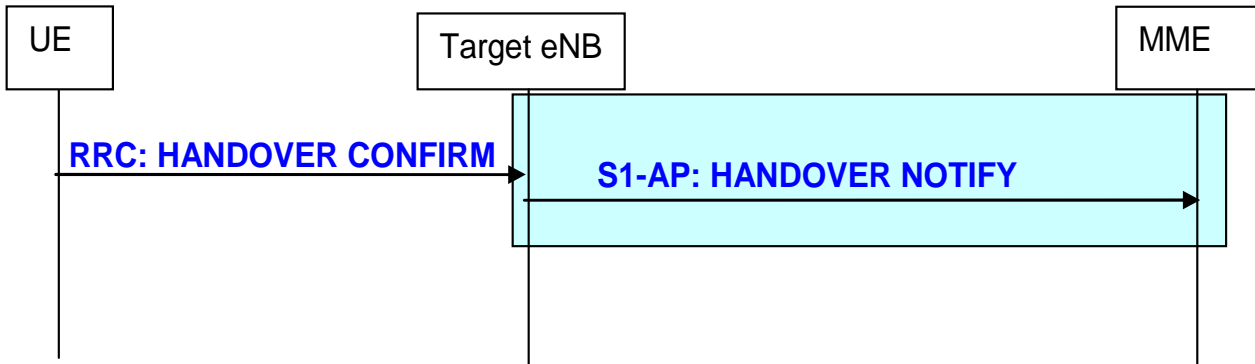 UE
Target eNB
MME
RRC: HANDOVER CONFIRM
S1-AP: HANDOVER NOTIFY